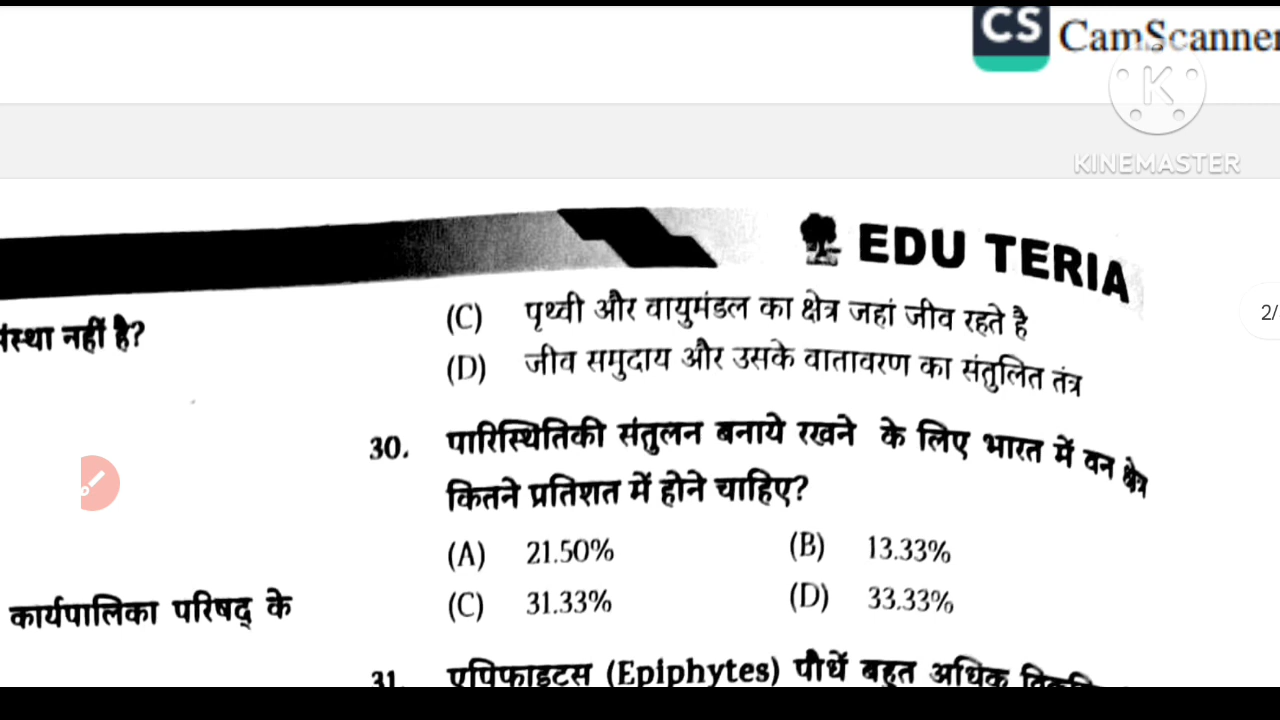 CS CamScanner
KINEMASTER
EDU TERIA
संस्था नहीं है?
कार्यपालिका परिषद् के
(C) पृथ्वी और वायुमंडल का क्षेत्र जहां जीव रहते है
(D) जीव समुदाय और उसके वातावरण का संतुलित तंत्र
30. पारिस्थितिकी संतुलन बनाये रखने के लिए भारत में वन क्षेत्र
कितने प्रतिशत में होने चाहिए?
(A) 21.50% (B) 13.33%
(C) 31.33% (D) 33.33%
31. एपिफाइटस (Epiphytes) पौधें बहुत अधिक
2/